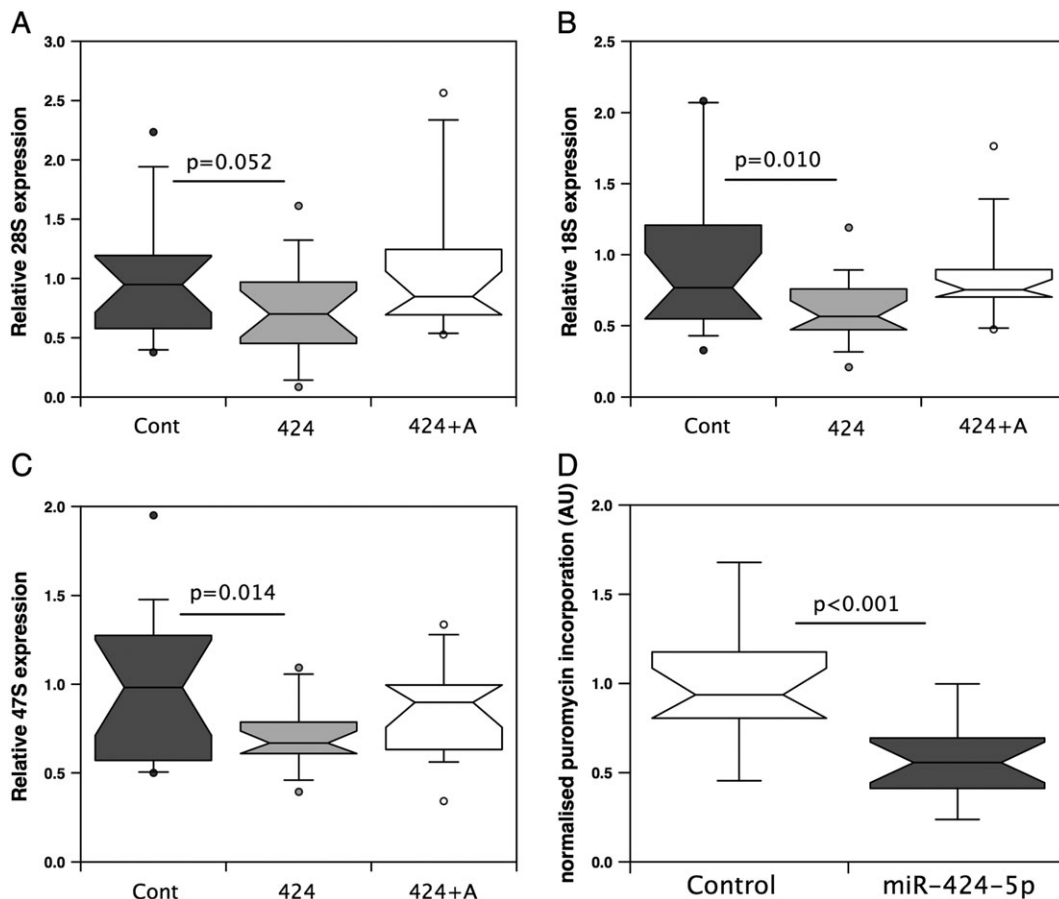 A
Relative 28S expression
3.0
2.5
2.0
1.5
1.0
0.5
0.0
p=0.052
Cont
424
424+A
B
Relative 18S expression
2.5
2.0
1.5
1.0
0.5
0.0
p=0.010
Cont
424
424+A
C
Relative 47S expression
2.0
1.5
1.0
0.5
0.0
p=0.014
Cont
424
424+A
D
normalised puromycin incorporation (AU)
2.0
1.5
1.0
0.5
0.0
p<0.001
Control
miR-424-5p